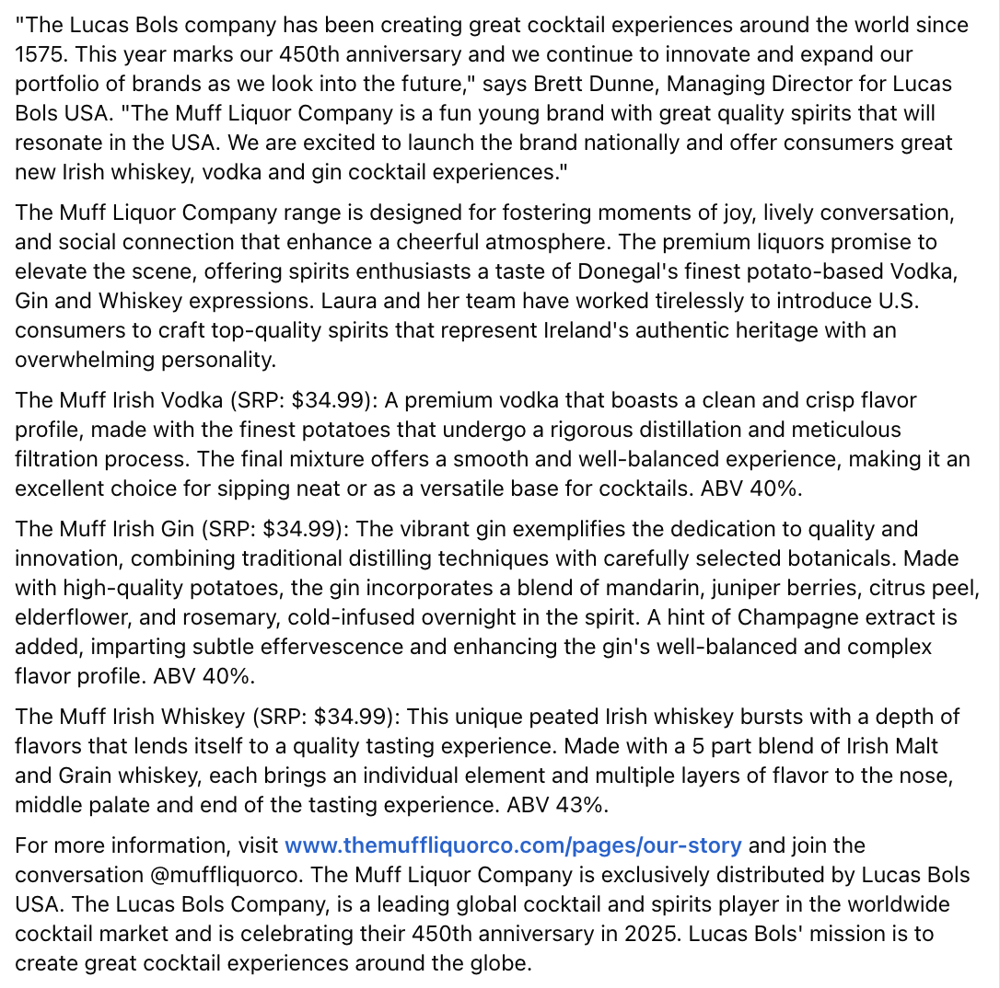 "The Lucas Bols company has been creating great cocktail experiences around the world since
1575. This year marks our 450th anniversary and we continue to innovate and expand our
portfolio of brands as we look into the future," says Brett Dunne, Managing Director for Lucas
Bols USA. "The Muff Liquor Company is a fun young brand with great quality spirits that will
resonate in the USA. We are excited to launch the brand nationally and offer consumers great
new Irish whiskey, vodka and gin cocktail experiences."
The Muff Liquor Company range is designed for fostering moments of joy, lively conversation,
and social connection that enhance a cheerful atmosphere. The premium liquors promise to
elevate the scene, offering spirits enthusiasts a taste of Donegal's finest potato-based Vodka,
Gin and Whiskey expressions. Laura and her team have worked tirelessly to introduce U.S.
consumers to craft top-quality spirits that represent Ireland's authentic heritage with an
overwhelming personality.
The Muff Irish Vodka (SRP: $34.99): A premium vodka that boasts a clean and crisp flavor
profile, made with the finest potatoes that undergo a rigorous distillation and meticulous
filtration process. The final mixture offers a smooth and well-balanced experience, making it an
excellent choice for sipping neat or as a versatile base for cocktails. ABV 40%.
The Muff Irish Gin (SRP: $34.99): The vibrant gin exemplifies the dedication to quality and
innovation, combining traditional distilling techniques with carefully selected botanicals. Made
with high-quality potatoes, the gin incorporates a blend of mandarin, juniper berries, citrus peel,
elderflower, and rosemary, cold-infused overnight in the spirit. A hint of Champagne extract is
added, imparting subtle effervescence and enhancing the gin's well-balanced and complex
flavor profile. ABV 40%.
The Muff Irish Whiskey (SRP: $34.99): This unique peated Irish whiskey bursts with a depth of
flavors that lends itself to a quality tasting experience. Made with a 5 part blend of Irish Malt
and Grain whiskey, each brings an individual element and multiple layers of flavor to the nose,
middle palate and end of the tasting experience. ABV 43%.
For more information, visit www.themuffliquorco.com/pages/our-story and join the
conversation @muffliquorco. The Muff Liquor Company is exclusively distributed by Lucas Bols
USA. The Lucas Bols Company, is a leading global cocktail and spirits player in the worldwide
cocktail market and is celebrating their 450th anniversary in 2025. Lucas Bols' mission is to
create great cocktail experiences around the globe.